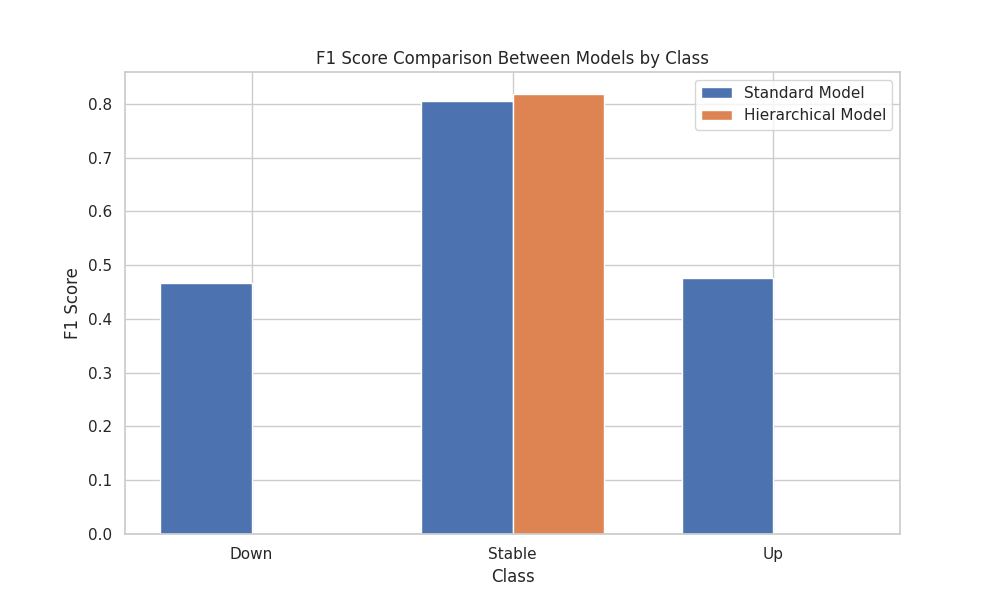 F1 Score Comparison Between Models by Class
Standard Model
Hierarchical Model
F1 Score
0.8
0.7
0.6
0.5
0.4
0.3
0.2
0.1
0.0
Down
Stable
Up
Class